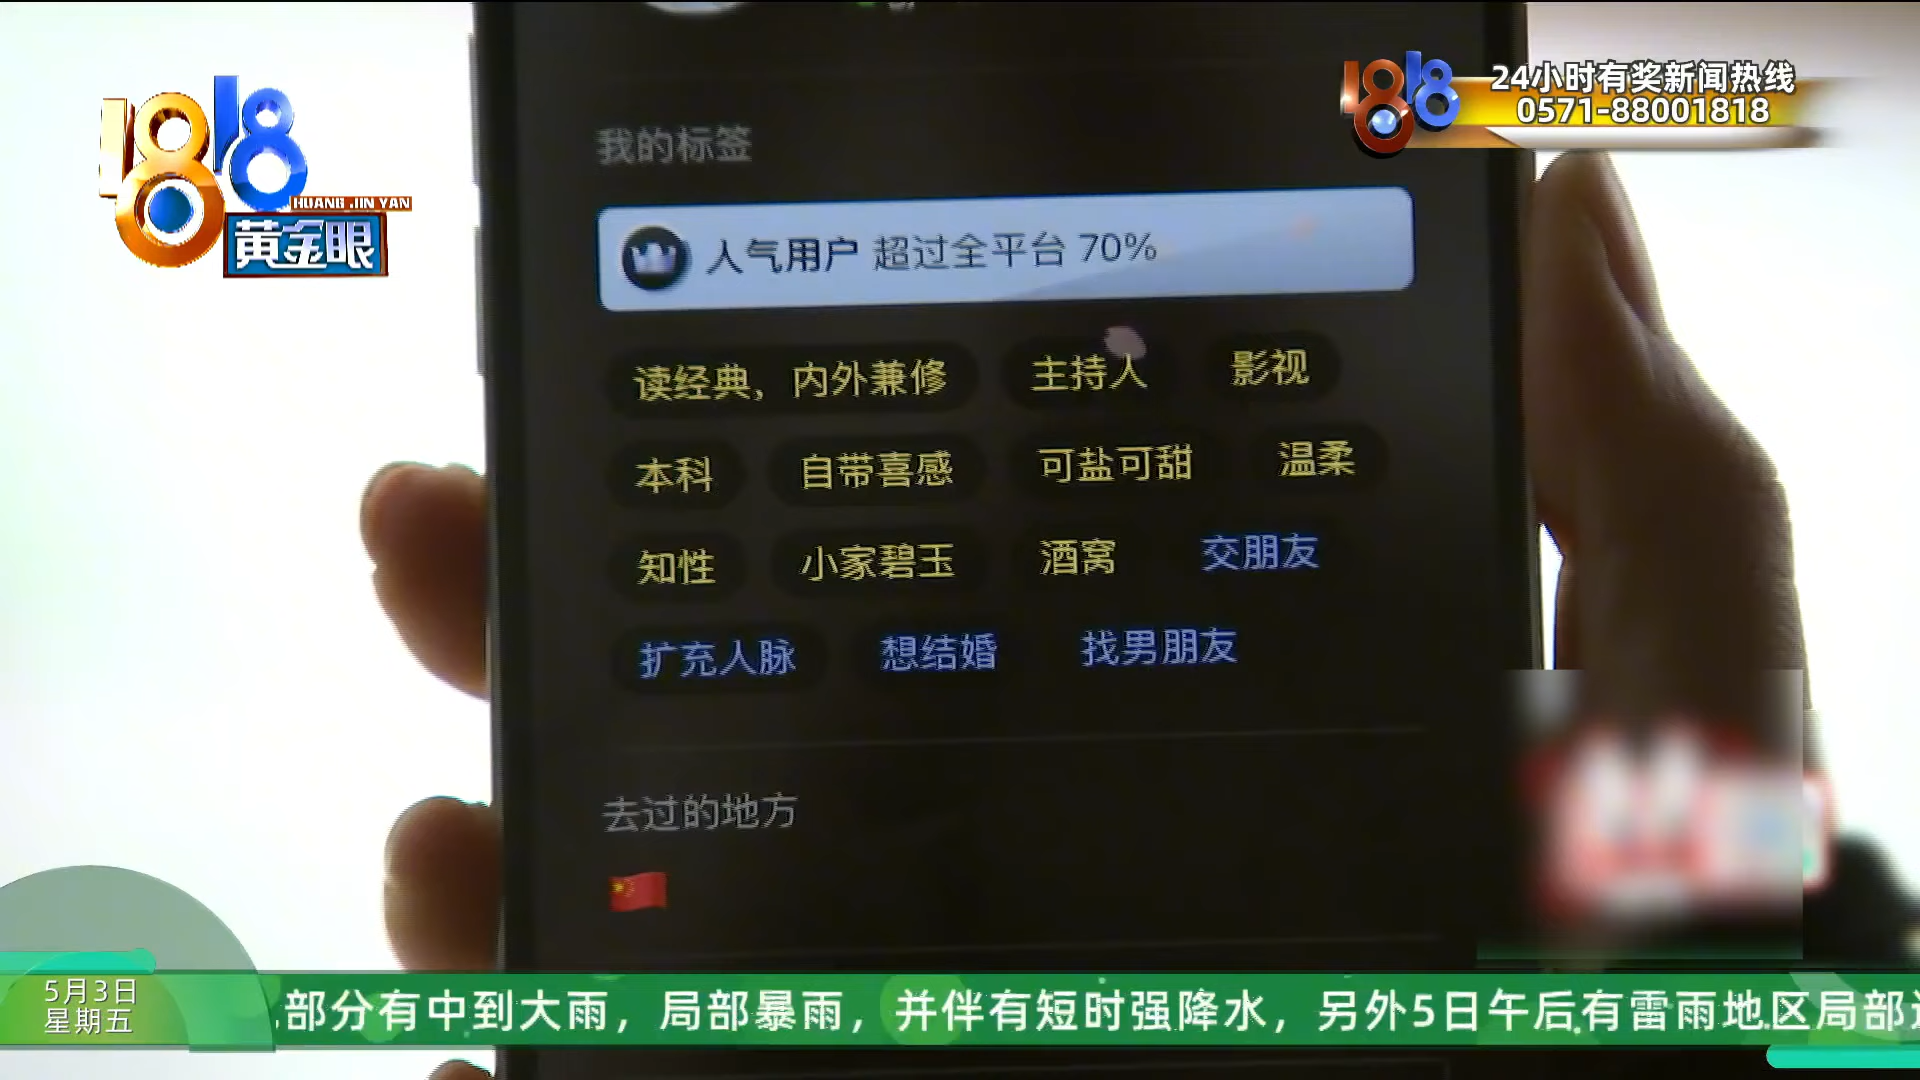 1818
HUANG JIN YAN
黄金眼
1818
24小时有奖新闻热线
0571-88001818
我的标签
人气用户 超过全平台 70%
读经典，内外兼修 主持人 影视
本科 自带喜感 可盐可甜 温柔
知性 小家碧玉 酒窝 交朋友
扩充人脉 想结婚 找男朋友
去过的地方
5月3日
星期五
部分有中到大雨，局部暴雨，并伴有短时强降水，另外5日午后有雷雨地区局部